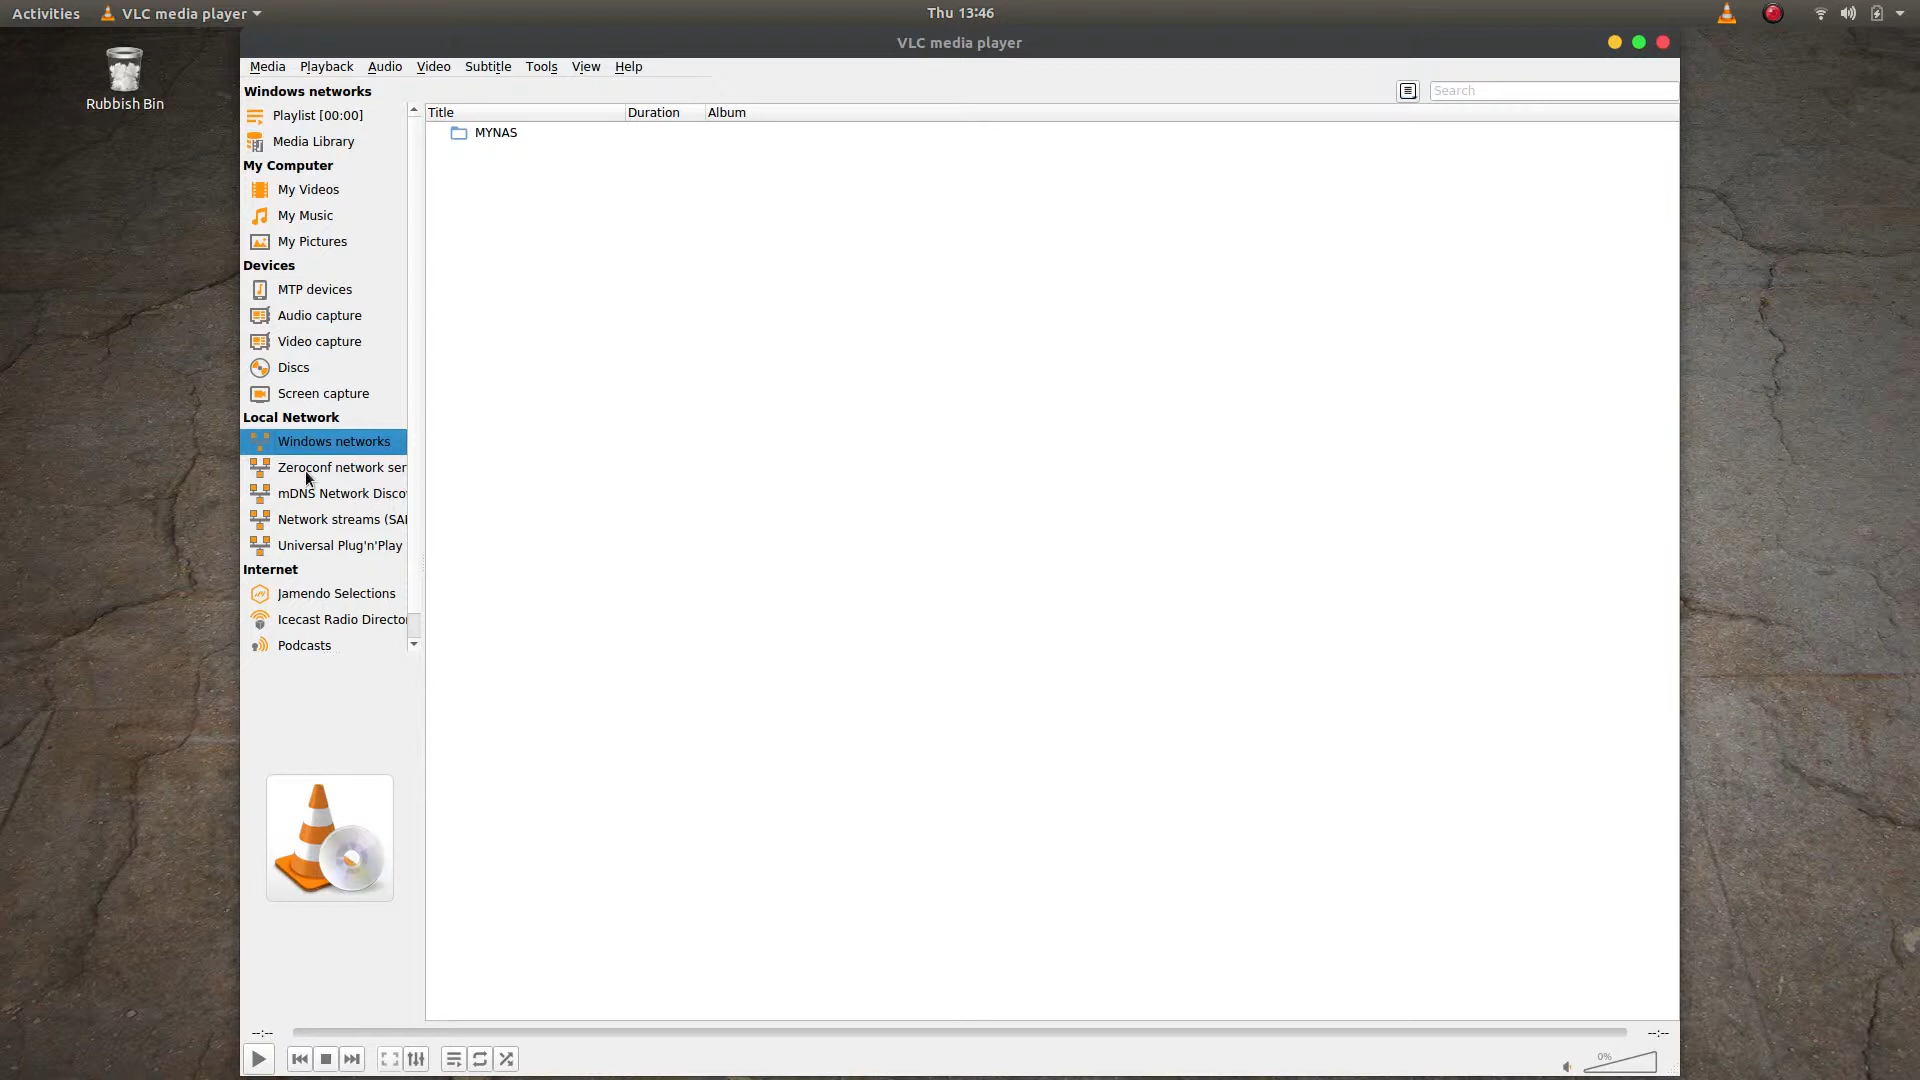 Activities
VLC media player
Thu 13:46
Rubbish Bin
VLC media player
Media Playback Audio Video Subtitle Tools View Help
Windows networks
Search
Playlist [00:00]
Media Library
My Computer
My Videos
My Music
My Pictures
Devices
MTP devices
Audio capture
Video capture
Discs
Screen capture
Local Network
Windows networks
Zeroconf network ser
mDNS Network Disco
Network streams (SAI
Universal Plug'n'Play
Internet
Jamendo Selections
Icecast Radio Director
Podcasts
Title Duration Album
MYNAS
--:--
--:--
0%